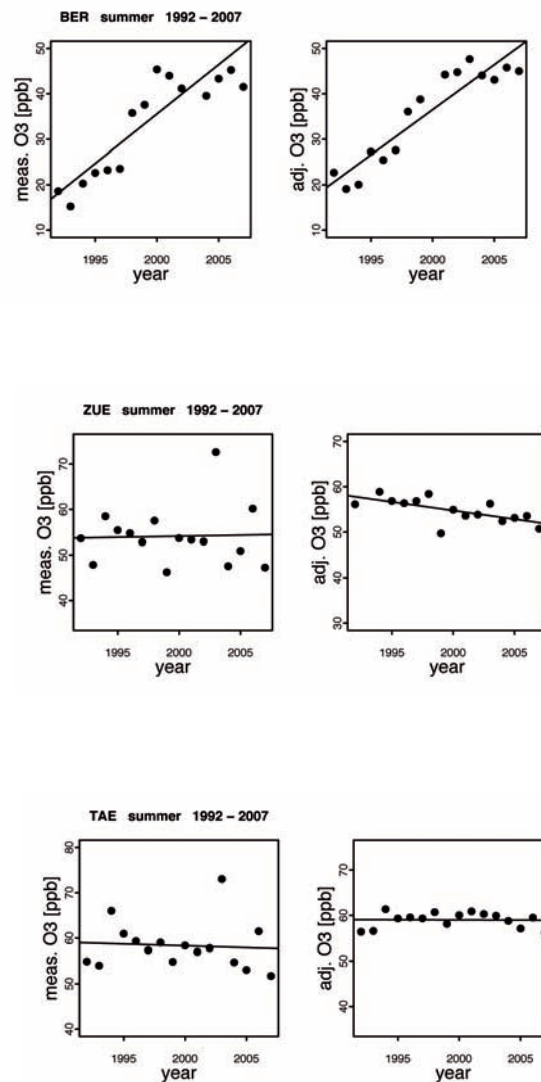 BER summer 1992 – 2007
meas. O3 [ppb]
10 20 30 40 50
1995 2000 2005
year
adj. O3 [ppb]
10 20 30 40 50
1995 2000 2005
year
ZUE summer 1992 – 2007
meas. O3 [ppb]
40 50 60 70
1995 2000 2005
year
adj. O3 [ppb]
30 40 50 60 70
1995 2000 2005
year
TAE summer 1992 – 2007
meas. O3 [ppb]
40 50 60 70 80
1995 2000 2005
year
adj. O3 [ppb]
40 50 60 70
1995 2000 2005
year